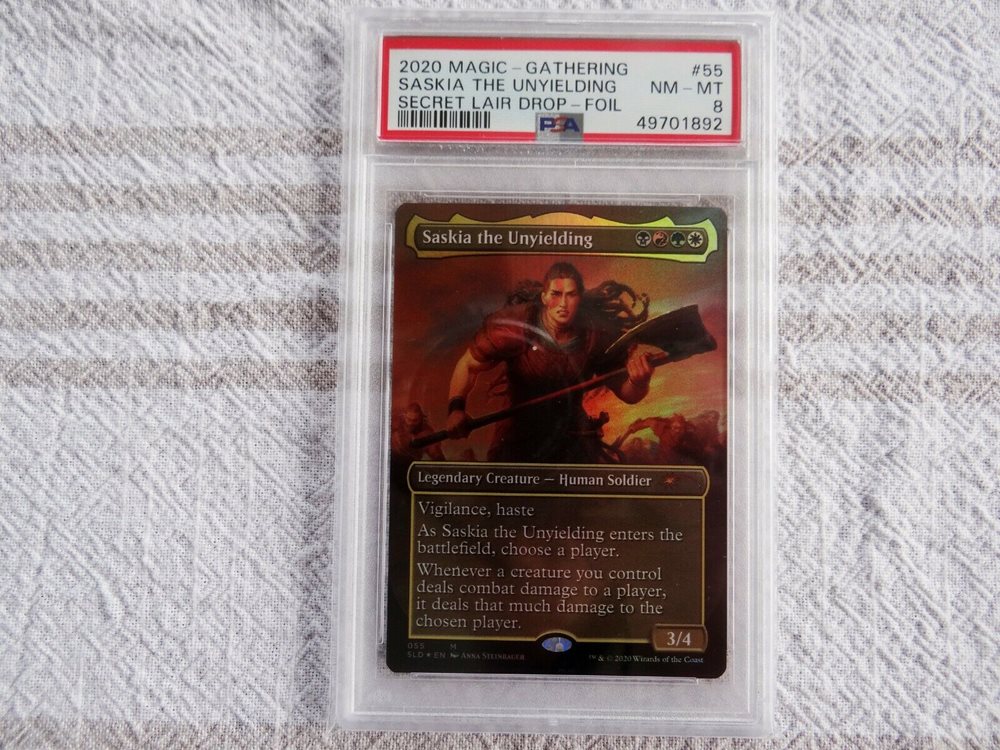 2020 MAGIC - GATHERING #55
SASKIA THE UNYIELDING NM - MT
SECRET LAIR DROP - FOIL 8
PSA 49701892
Saskia the Unyielding
Legendary Creature — Human Soldier
Vigilance, haste
As Saskia the Unyielding enters the
battlefield, choose a player.
Whenever a creature you control
deals combat damage to a player,
it deals that much damage to the
chosen player.
3/4
055 M
SLD ★ EN Anna Steinbauer
™ & © 2020 Wizards of the Coast